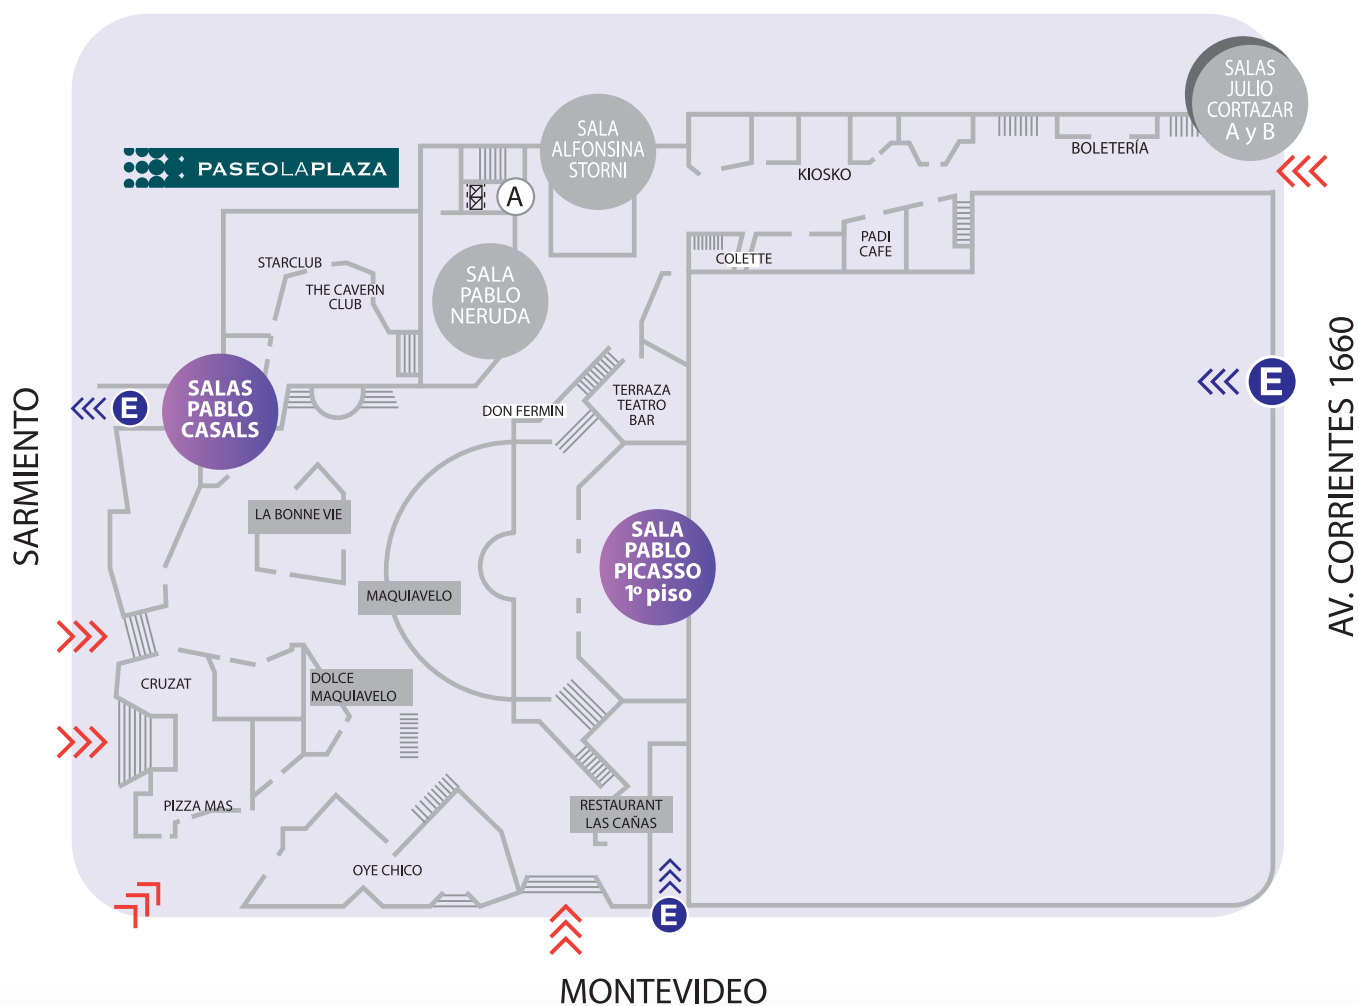 SALAS
JULIO
CORTAZAR
A y B
SALA
ALFONSINA
STORNI
BOLETERÍA
PASEOLAPLAZA
KIOSKO
A
PADI
CAFE
COLETTE
STARCLUB
THE CAVERN
CLUB
SALA
PABLO
NERUDA
AV. CORRIENTES 1660
E
SARMIENTO
E
SALAS
PABLO
CASALS
DON FERMIN
TERRAZA
TEATRO
BAR
LA BONNE VIE
SALA
PABLO
PICASSO
1º piso
MAQUIAVELO
CRUZAT
DOLCE
MAQUIAVELO
PIZZA MAS
RESTAURANT
LAS CAÑAS
OYE CHICO
E
MONTEVIDEO